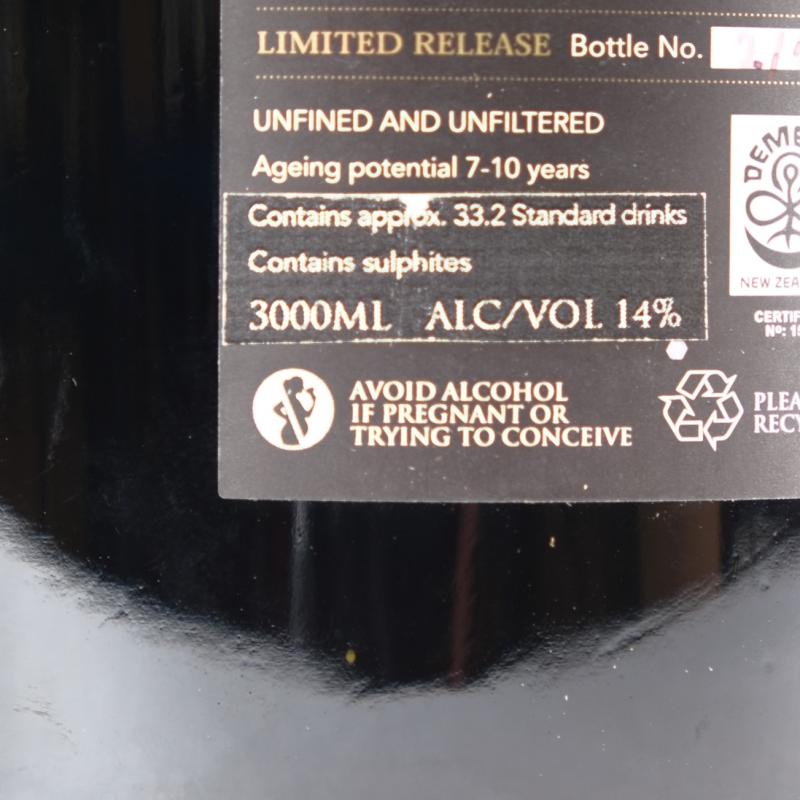 LIMITED RELEASE Bottle No.
UNFINED AND UNFILTERED
Ageing potential 7-10 years
Contains approx. 33.2 Standard drinks
Contains sulphites
3000ML ALC/VOL 14%
AVOID ALCOHOL
IF PREGNANT OR
TRYING TO CONCEIVE